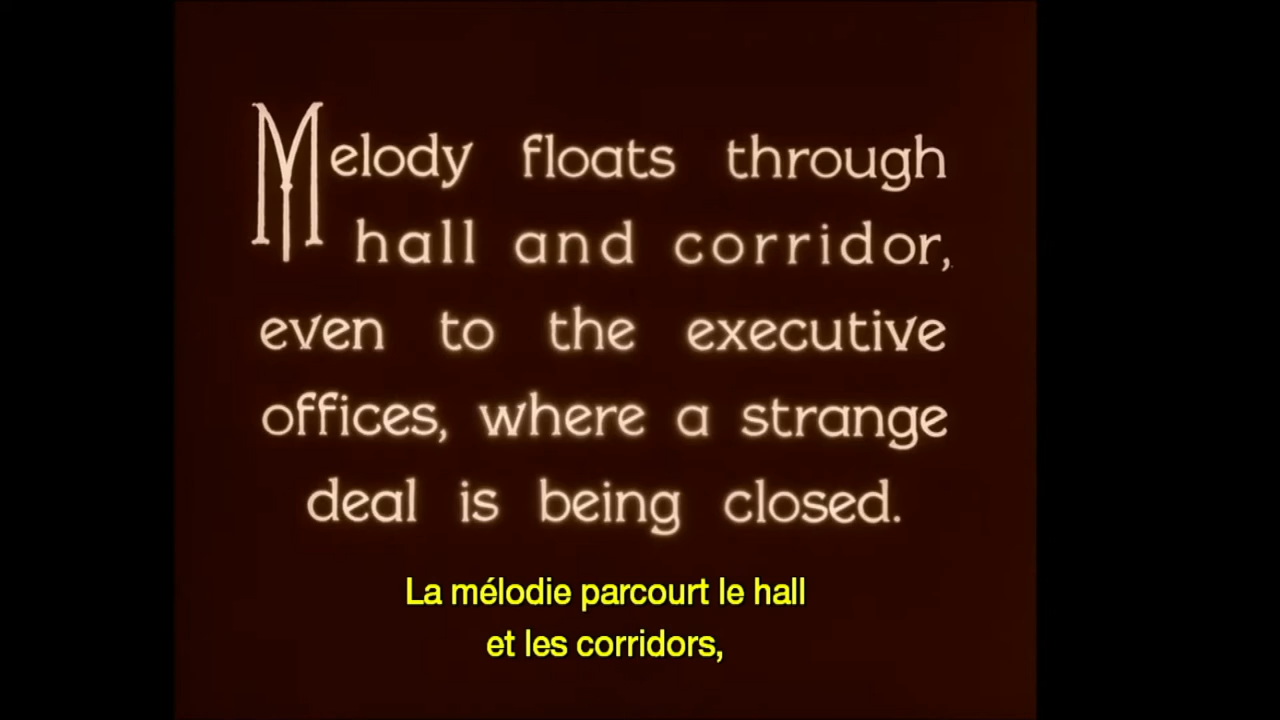 Melody floats through
hall and corridor,
even to the executive
offices, where a strange
deal is being closed.
La mélodie parcourt le hall
et les corridors,